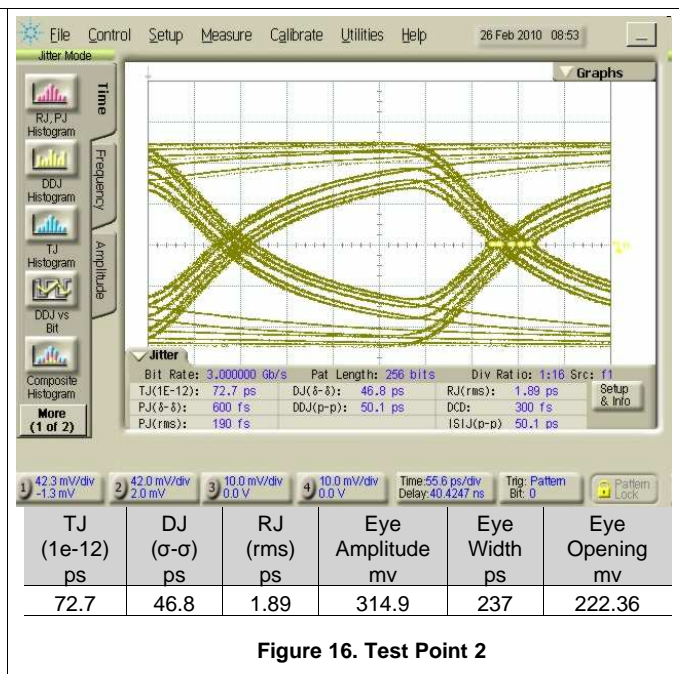 File Control Setup Measure Calibrate Utilities Help 26 Feb 2010 08:53
Jitter Mode
Graphs
RJ, PJ
Histogram
DDJ
Histogram
TJ
Histogram
DDJ vs
Bit
Composite
Histogram
More
(1 of 2)
Time
Frequency
Amplitude
Jitter
Bit Rate: 3.000000 Gb/s Pat Length: 256 bits Div Ratio: 1:16 Src: f1
TJ(1E-12): 72.7 ps DJ(δ-δ): 46.8 ps RJ(rms): 1.89 ps
PJ(δ-δ): 600 fs DDJ(p-p): 50.1 ps DCD: 300 fs
PJ(rms): 190 fs ISIJ(p-p) 50.1 ps
Setup
& Info
1) 42.3 mV/div
-1.3 mV
2) 42.0 mV/div
2.0 mV
3) 10.0 mV/div
0.0 V
4) 10.0 mV/div
0.0 V
Time:55.6 ps/div
Delay:40.4247 ns
Trig: Pattern
Bit: 0
Pattern
Lock
TJ
(1e-12)
ps
DJ
(σ-σ)
ps
RJ
(rms)
ps
Eye
Amplitude
mv
Eye
Width
ps
Eye
Opening
mv
72.7 46.8 1.89 314.9 237 222.36
Figure 16. Test Point 2